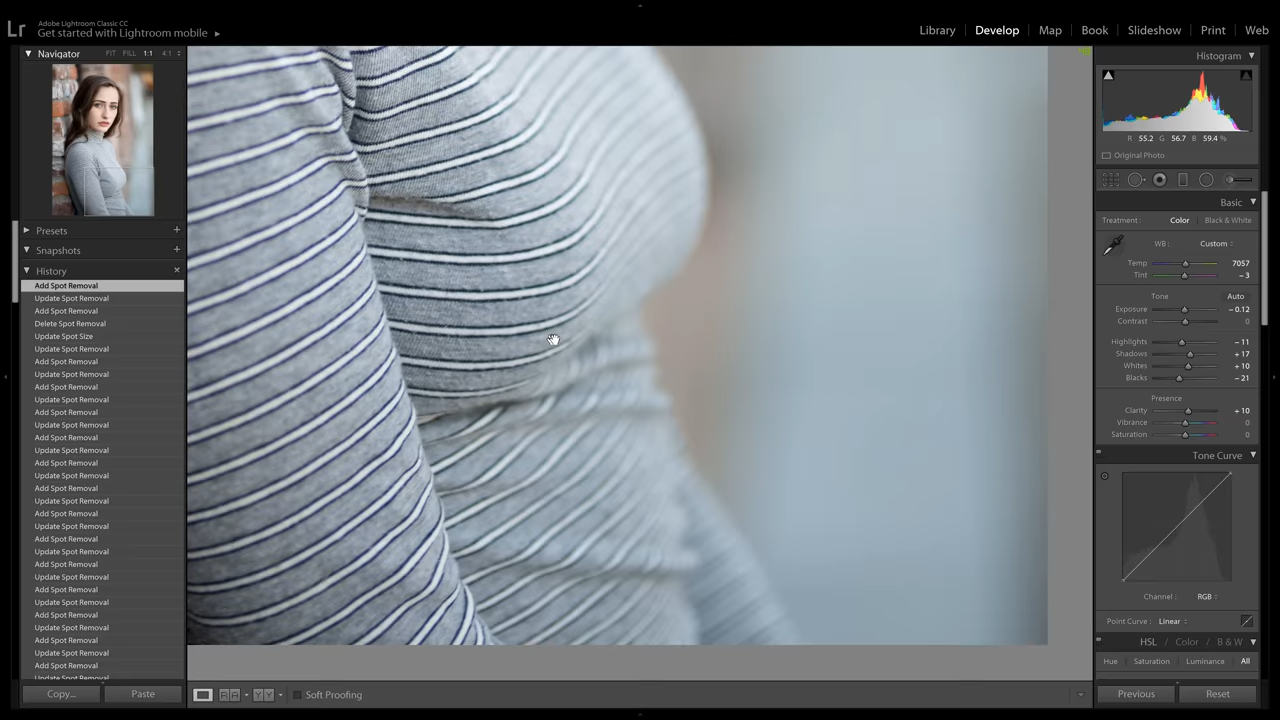 Lr
Adobe Lightroom Classic CC
Get started with Lightroom mobile
Library | Develop | Map | Book | Slideshow | Print | Web
Navigator FIT FILL 1:1 4:1
Presets
Snapshots
History
Add Spot Removal
Update Spot Removal
Add Spot Removal
Delete Spot Removal
Update Spot Size
Update Spot Removal
Add Spot Removal
Update Spot Removal
Add Spot Removal
Update Spot Removal
Add Spot Removal
Update Spot Removal
Add Spot Removal
Update Spot Removal
Add Spot Removal
Update Spot Removal
Add Spot Removal
Update Spot Removal
Add Spot Removal
Update Spot Removal
Add Spot Removal
Update Spot Removal
Add Spot Removal
Update Spot Removal
Add Spot Removal
Update Spot Removal
Add Spot Removal
Update Spot Removal
Add Spot Removal
Update Spot Removal
Add Spot Removal
Update Spot Removal
Copy... Paste
Soft Proofing
Histogram
R 55.2 G 56.7 B 59.4 %
Original Photo
Basic
Treatment : Color | Black & White
WB : Custom
Temp 7057
Tint – 3
Tone Auto
Exposure – 0.12
Contrast 0
Highlights – 11
Shadows + 17
Whites + 10
Blacks – 21
Presence
Clarity + 10
Vibrance 0
Saturation 0
Tone Curve
Channel : RGB
Point Curve : Linear
HSL / Color / B & W
Hue Saturation Luminance All
Previous Reset